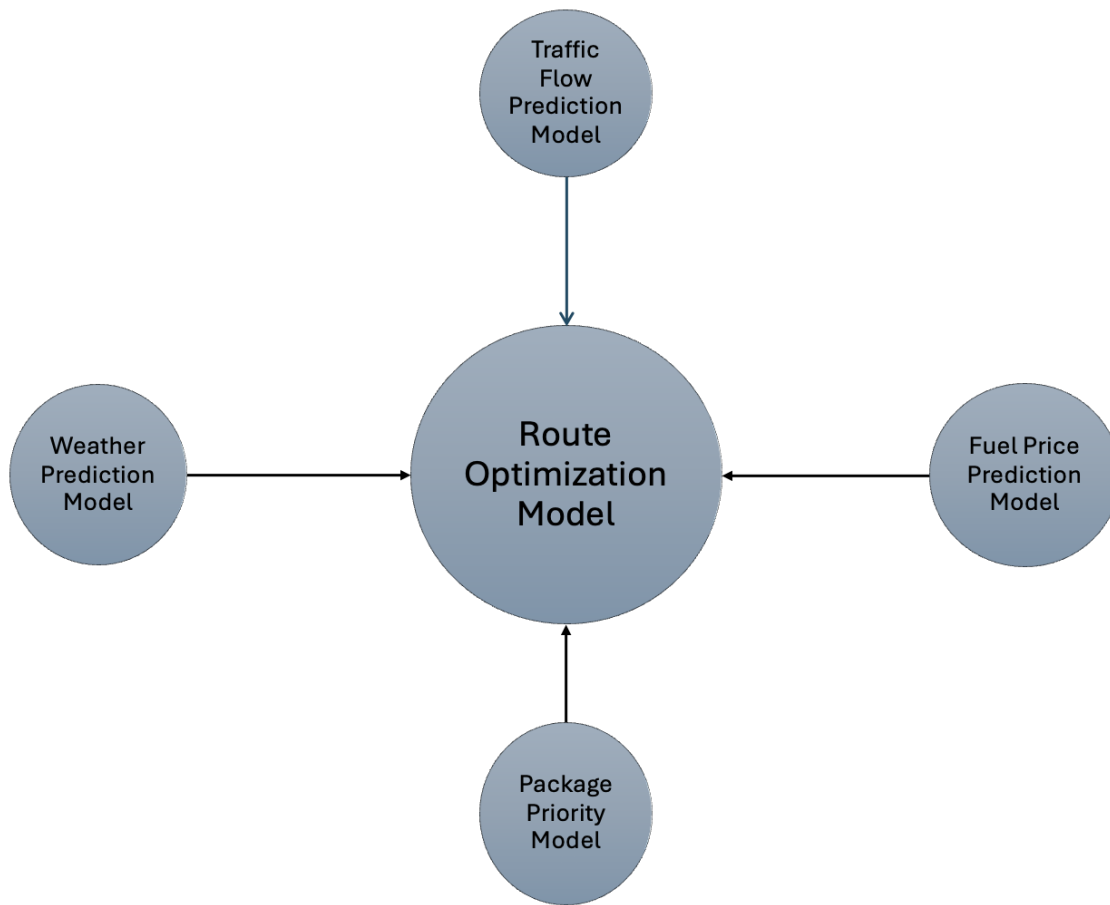 Traffic
Flow
Prediction
Model
Weather
Prediction
Model
Route
Optimization
Model
Fuel Price
Prediction
Model
Package
Priority
Model